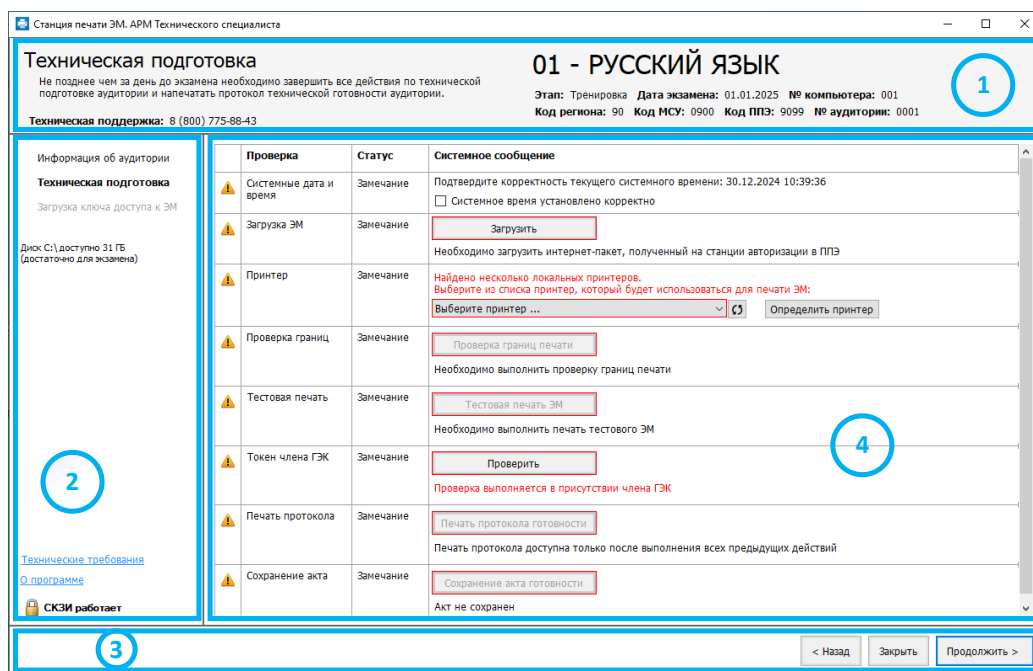 Станция печати ЭМ. АРМ Технического специалиста
Техническая подготовка
Не позднее чем за день до экзамена необходимо завершить все действия по технической
подготовке аудитории и напечатать протокол технической готовности аудитории.
Техническая поддержка: 8 (800) 775-88-43
01 - РУССКИЙ ЯЗЫК
Этап: Тренировка Дата экзамена: 01.01.2025 № компьютера: 001
Код региона: 90 Код МСУ: 0900 Код ППЭ: 9099 № аудитории: 0001
1
Информация об аудитории
Техническая подготовка
Загрузка ключа доступа к ЭМ
Диск C:\ доступно 31 ГБ
(достаточно для экзамена)
2
Технические требования
О программе
СКЗИ работает
Проверка Статус Системное сообщение
Системные дата и
время
Замечание
Подтвердите корректность текущего системного времени: 30.12.2024 10:39:36
Системное время установлено корректно
Загрузка ЭМ Замечание Загрузить
Необходимо загрузить интернет-пакет, полученный на станции авторизации в ППЭ
Принтер Замечание Найдено несколько локальных принтеров.
Выберите из списка принтер, который будет использоваться для печати ЭМ:
Выберите принтер ... Определить принтер
Проверка границ Замечание Проверка границ печати
Необходимо выполнить проверку границ печати
Тестовая печать Замечание Тестовая печать ЭМ
Необходимо выполнить печать тестового ЭМ
4
Токен члена ГЭК Замечание Проверить
Проверка выполняется в присутствии члена ГЭК
Печать протокола Замечание Печать протокола готовности
Печать протокола доступна только после выполнения всех предыдущих действий
Сохранение акта Замечание Сохранение акта готовности
Акт не сохранен
3
< Назад Закрыть Продолжить >